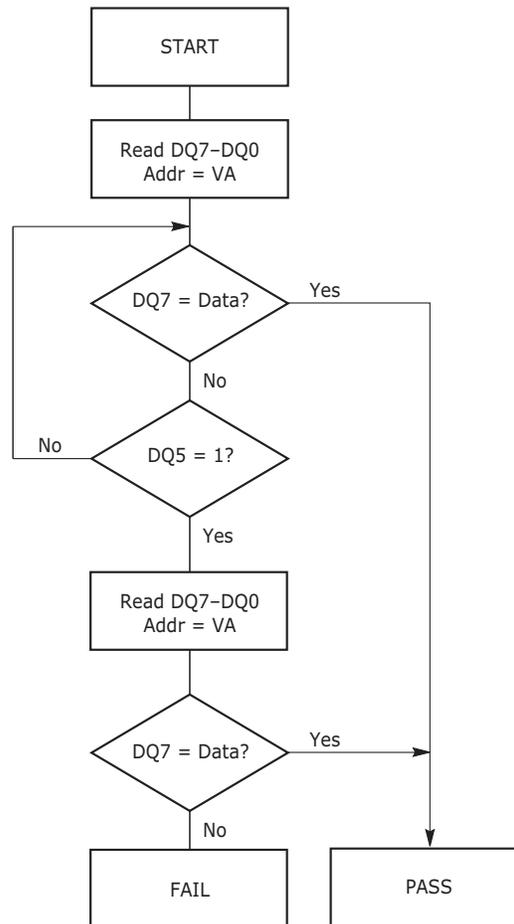 START
Read DQ7–DQ0
Addr = VA
DQ7 = Data?
Yes
No
DQ5 = 1?
No
Yes
Read DQ7–DQ0
Addr = VA
DQ7 = Data?
Yes
No
FAIL
PASS